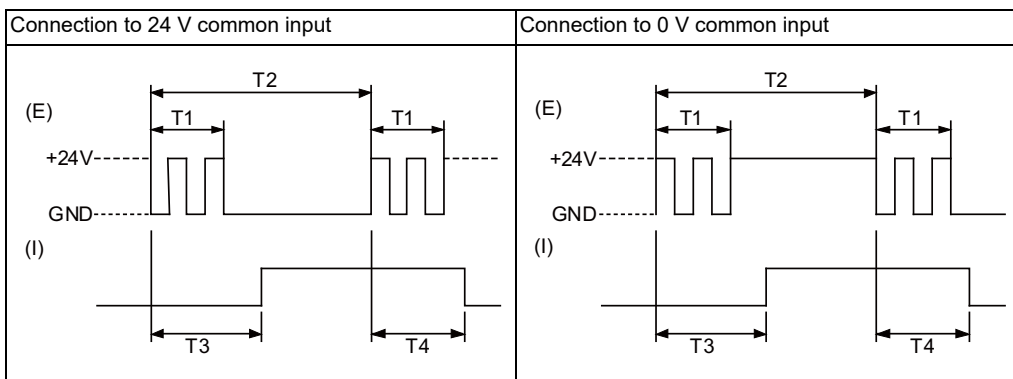 Connection to 24 V common input
Connection to 0 V common input
T2
(E)
T1
T1
+24V
GND
(I)
T3
T4
T2
(E)
T1
T1
+24V
GND
(I)
T3
T4